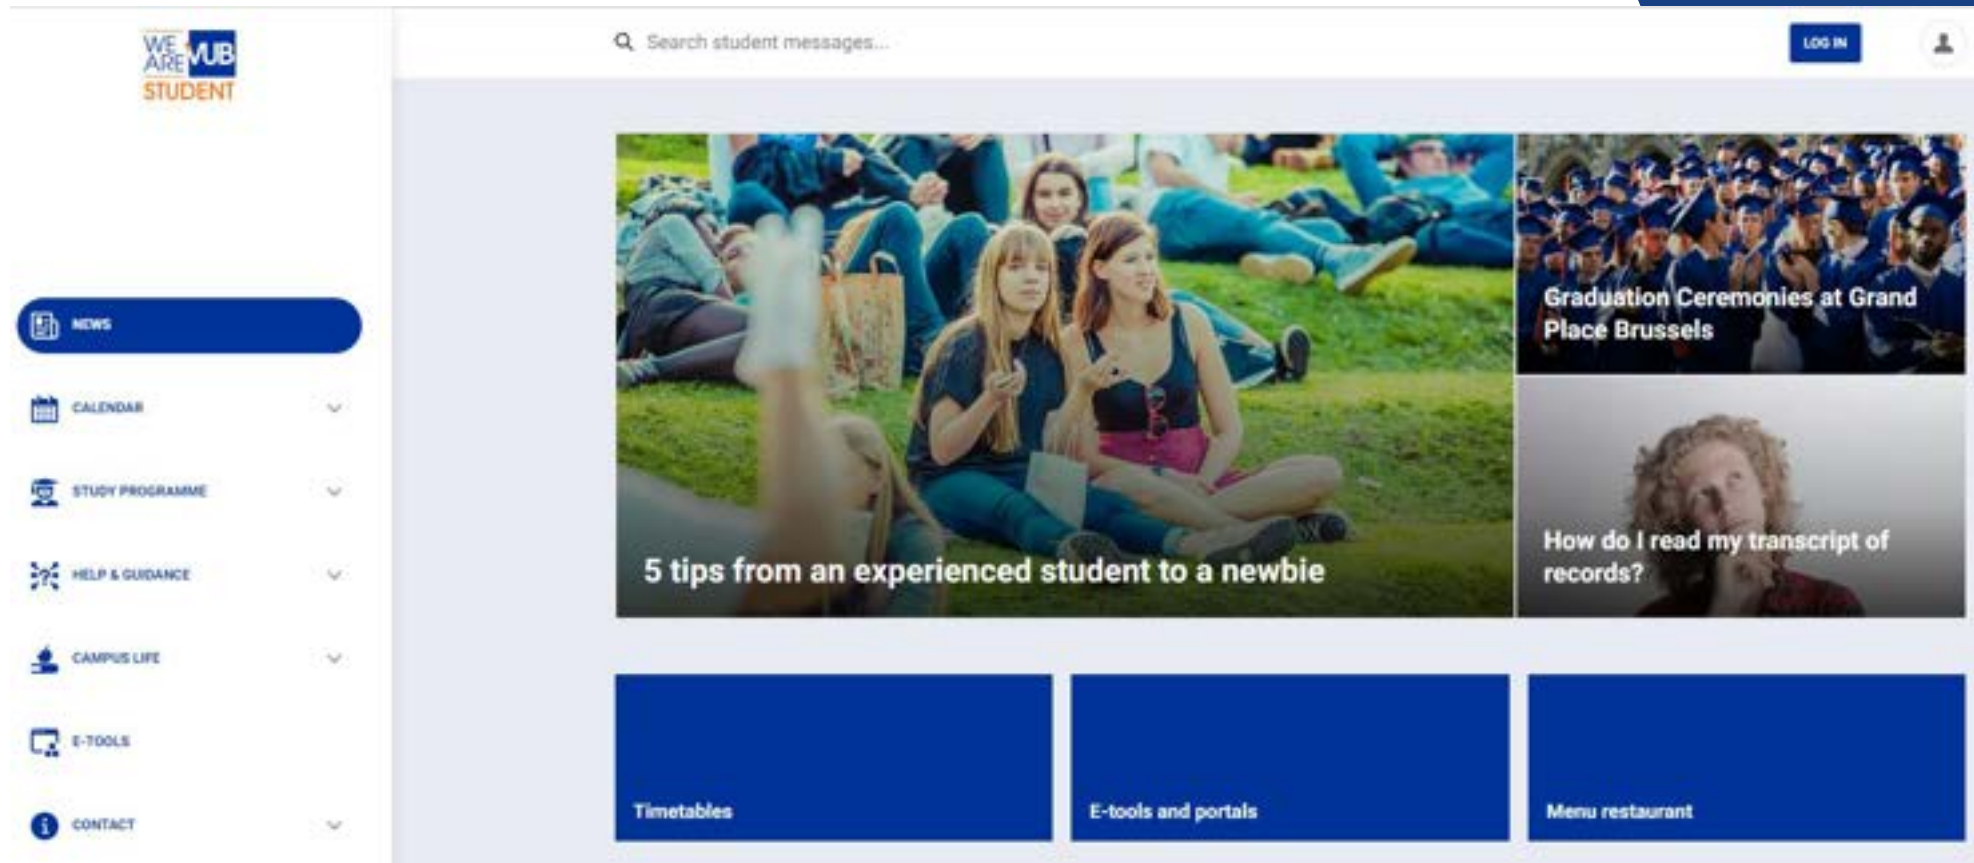 WE ARE VUB
STUDENT
Search student messages...
LOG IN
NEWS
CALENDAR
STUDY PROGRAMME
HELP & GUIDANCE
CAMPUS LIFE
E-TOOLS
CONTACT
5 tips from an experienced student to a newbie
Graduation Ceremonies at Grand
Place Brussels
How do I read my transcript of
records?
Timetables
E-tools and portals
Menu restaurant